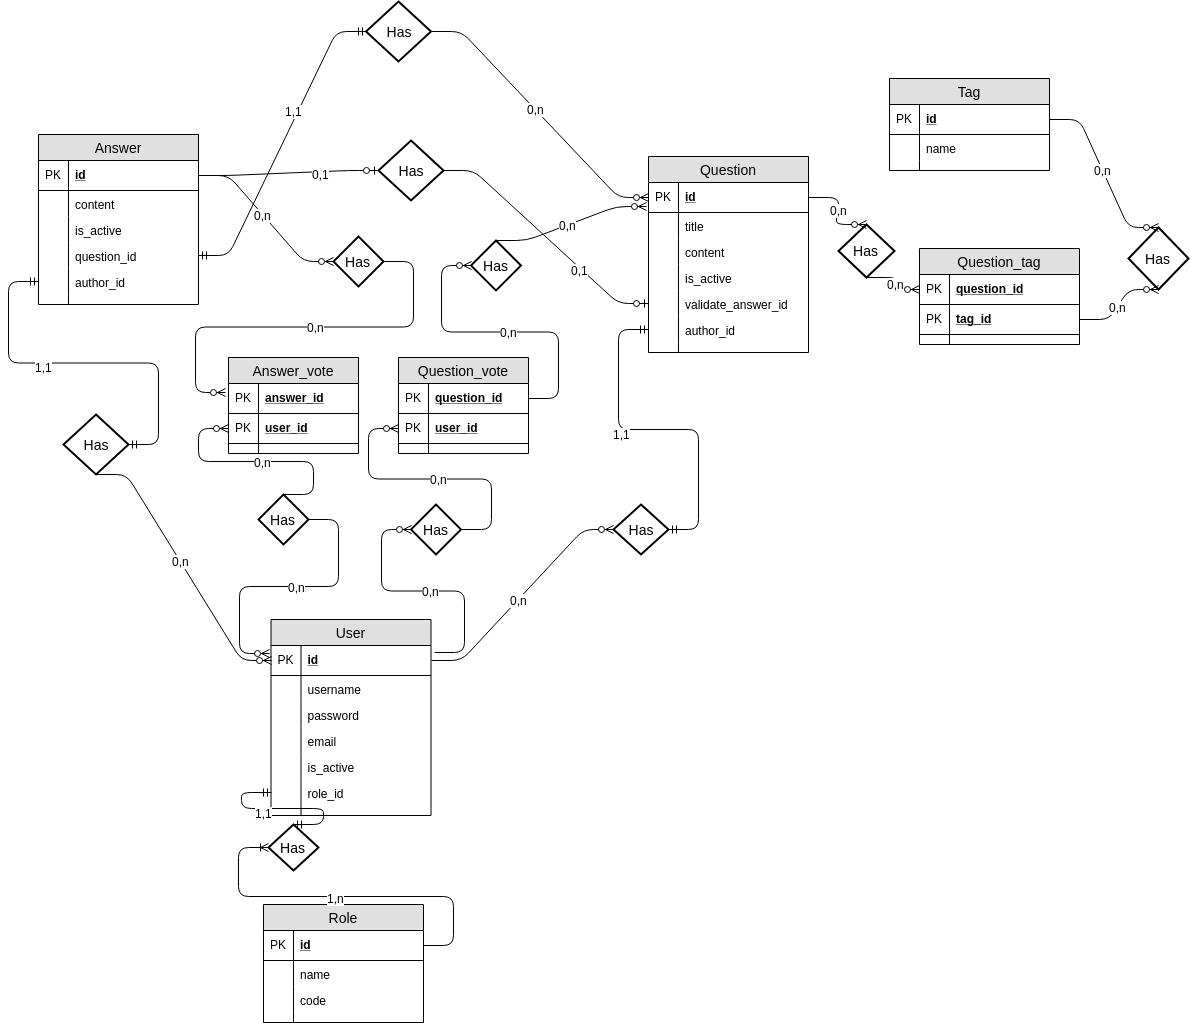 Has
0,n
1,1
Tag
PK id
name
Answer
PK id
content
is_active
question_id
author_id
0,1
Has
0,n
Question
PK id
title
content
is_active
validate_answer_id
author_id
0,n
0,n
Has
0,n
Has
0,n
Has
0,n
Has
0,1
Question_tag
PK question_id
PK tag_id
0,n
0,n
0,n
1,1
Answer_vote
PK answer_id
PK user_id
Question_vote
PK question_id
PK user_id
1,1
Has
0,n
0,n
Has
Has
Has
0,n
0,n
0,n
0,n
User
PK id
username
password
email
is_active
role_id
1,1
Has
1,n
Role
PK id
name
code